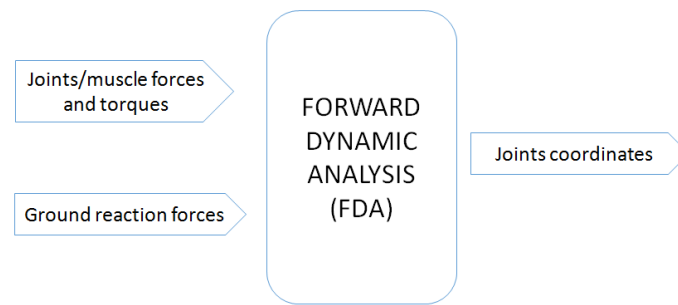 Joints/muscle forces
and torques
Ground reaction forces
FORWARD
DYNAMIC
ANALYSIS
(FDA)
Joints coordinates